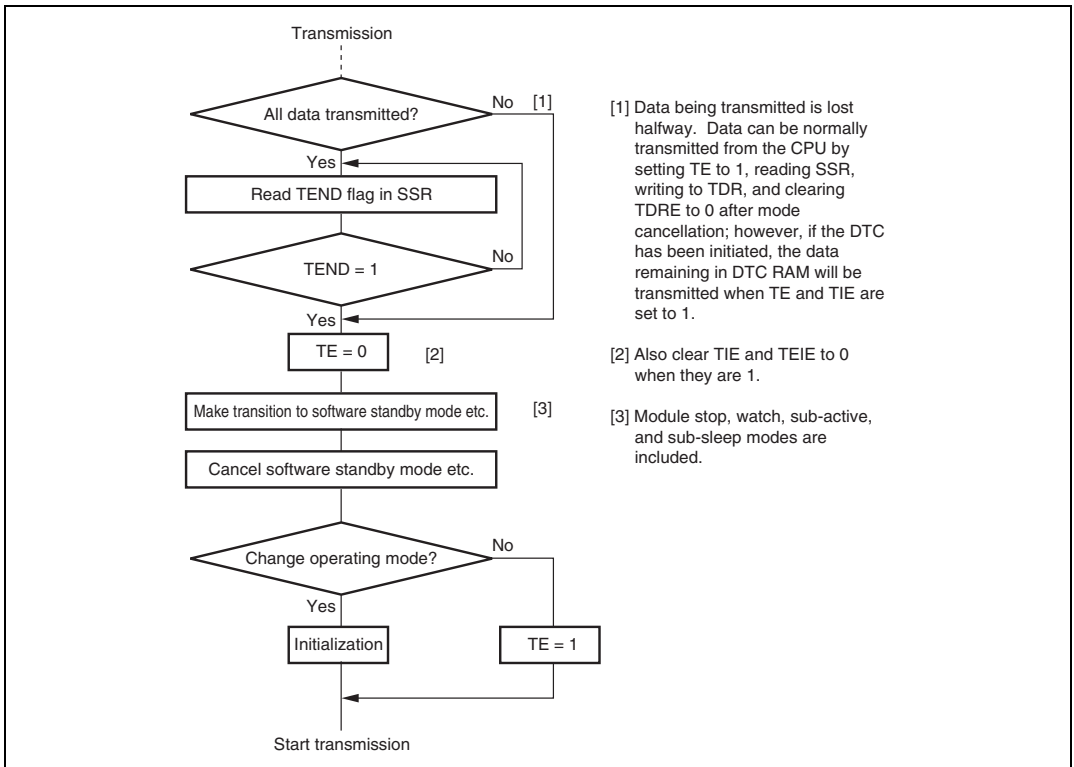 Transmission
All data transmitted?
No [1]
Yes
Read TEND flag in SSR
TEND = 1
No
Yes
TE = 0 [2]
Make transition to software standby mode etc. [3]
Cancel software standby mode etc.
Change operating mode?
No
Yes
Initialization
TE = 1
Start transmission
[1] Data being transmitted is lost
halfway. Data can be normally
transmitted from the CPU by
setting TE to 1, reading SSR,
writing to TDR, and clearing
TDRE to 0 after mode
cancellation; however, if the DTC
has been initiated, the data
remaining in DTC RAM will be
transmitted when TE and TIE are
set to 1.
[2] Also clear TIE and TEIE to 0
when they are 1.
[3] Module stop, watch, sub-active,
and sub-sleep modes are
included.